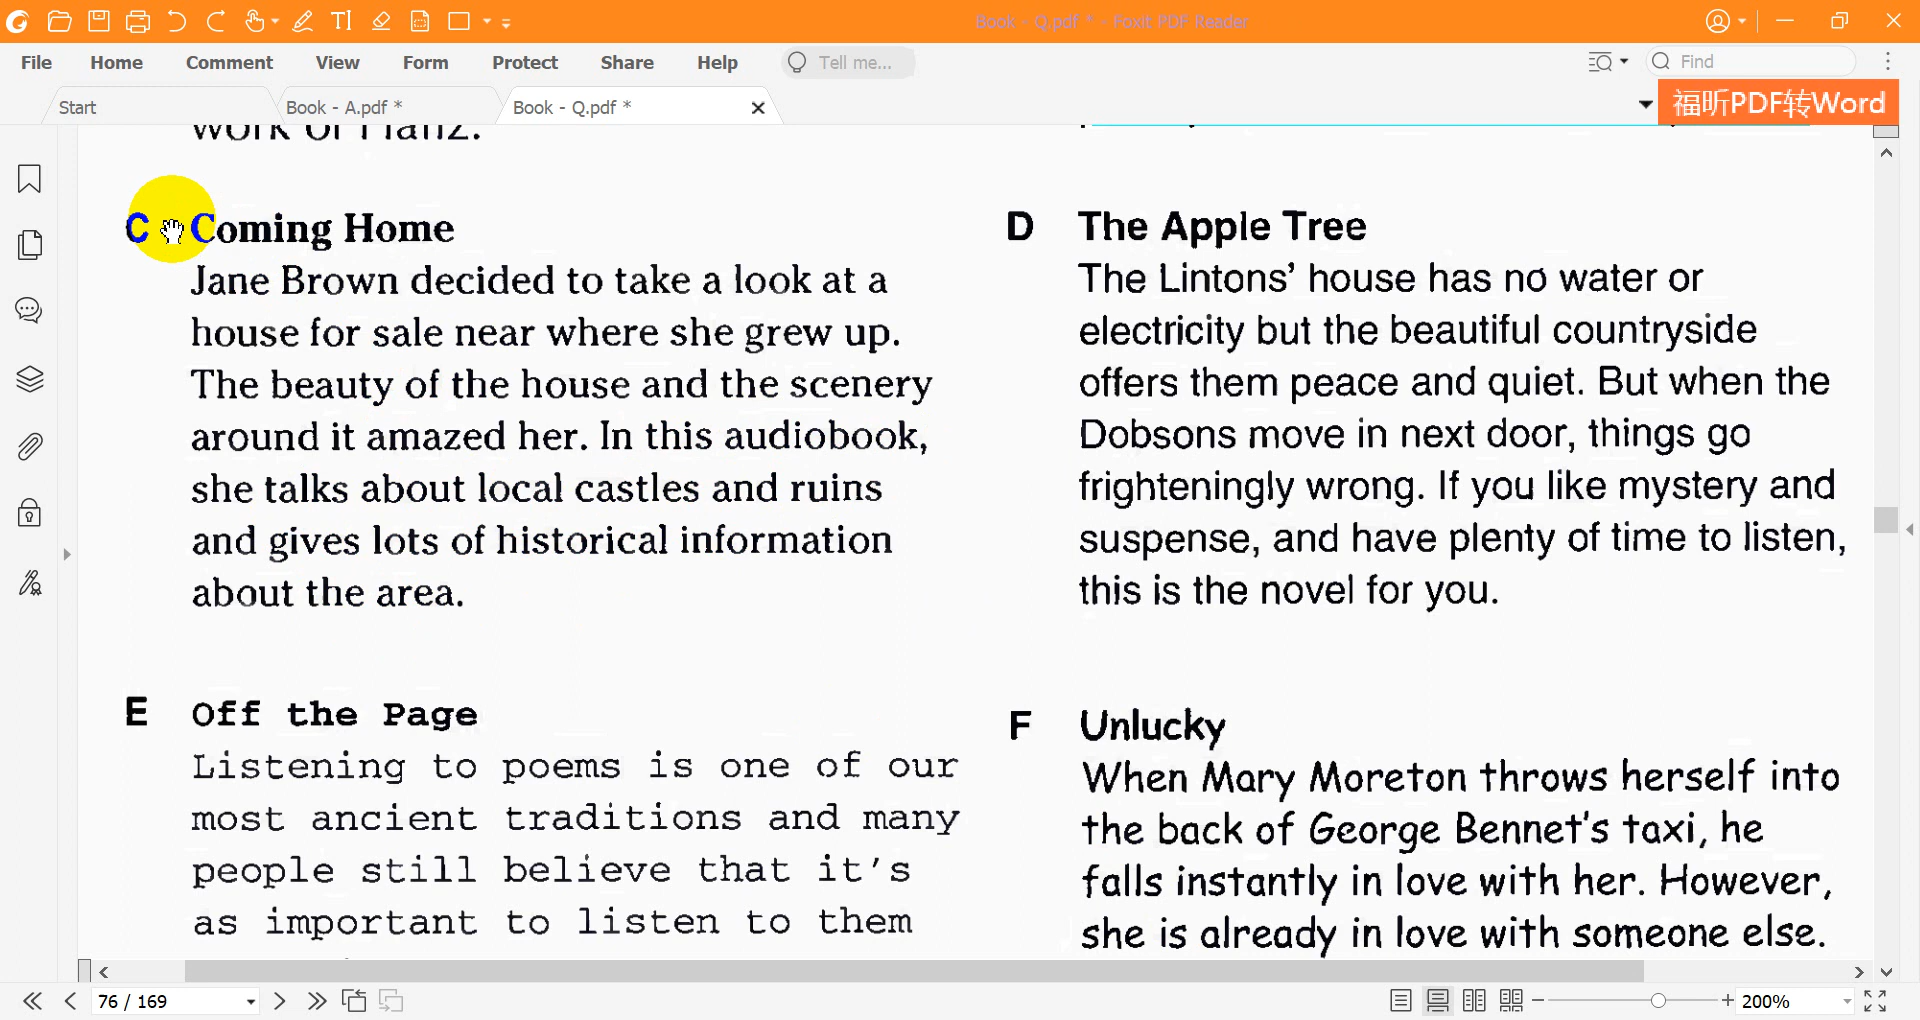 Book - Q.pdf * - Foxit PDF Reader
File Home Comment View Form Protect Share Help Tell me... Find
Start Book - A.pdf * Book - Q.pdf * 福昕PDF转Word
work of Franz.
C Coming Home
Jane Brown decided to take a look at a
house for sale near where she grew up.
The beauty of the house and the scenery
around it amazed her. In this audiobook,
she talks about local castles and ruins
and gives lots of historical information
about the area.
D The Apple Tree
The Lintons' house has no water or
electricity but the beautiful countryside
offers them peace and quiet. But when the
Dobsons move in next door, things go
frighteningly wrong. If you like mystery and
suspense, and have plenty of time to listen,
this is the novel for you.
E Off the Page
Listening to poems is one of our
most ancient traditions and many
people still believe that it's
as important to listen to them
F Unlucky
When Mary Moreton throws herself into
the back of George Bennet's taxi, he
falls instantly in love with her. However,
she is already in love with someone else.
76 / 169 200%